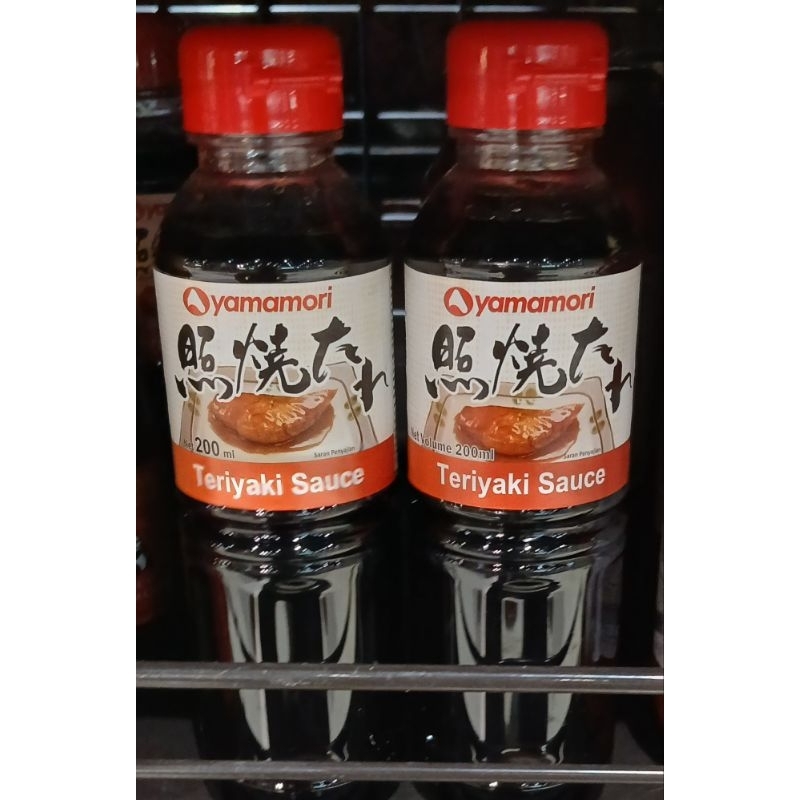 yamamori
照焼たれ
Net 200 ml
Saran Penyajian
Teriyaki Sauce
yamamori
照焼たれ
Net Volume 200ml
Saran Penyajian
Teriyaki Sauce